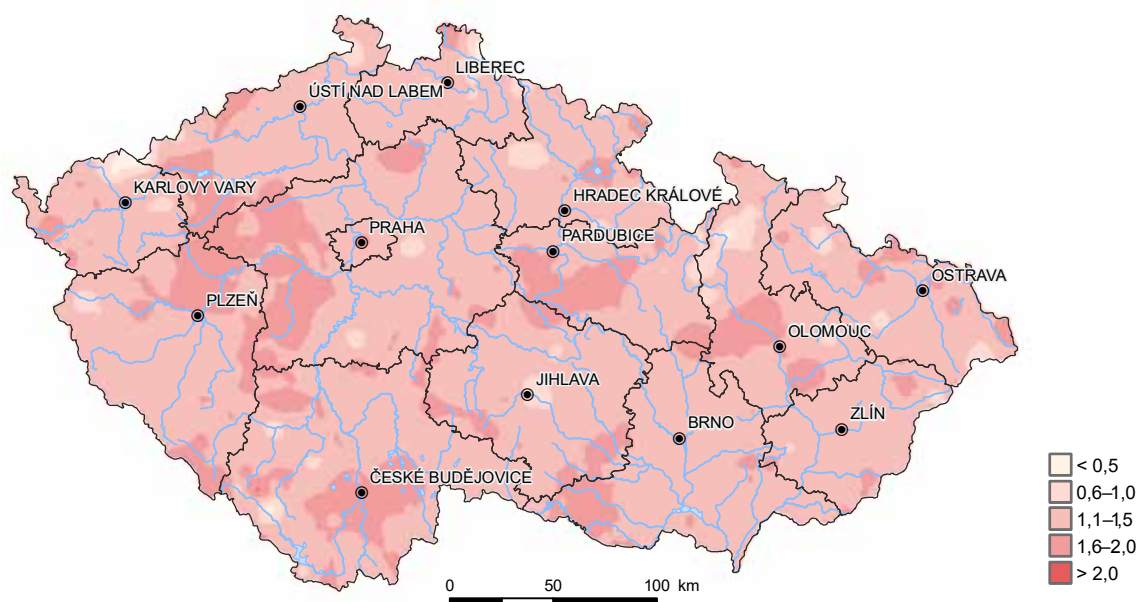 LIBEREC
ÚSTÍ NAD LABEM
KARLOVY VARY
HRADEC KRÁLOVÉ
PRAHA
PARDUBICE
OSTRAVA
PLZEŇ
OLOMOUC
JIHLAVA
BRNO
ZLÍN
ČESKÉ BUDĚJOVICE
< 0,5
0,6–1,0
1,1–1,5
1,6–2,0
> 2,0
0 50 100 km